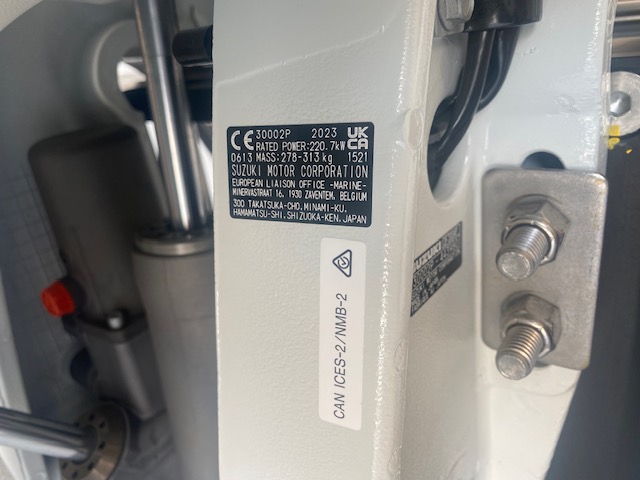 CE 30002P 2023 UK CA
RATED POWER:220.7kW
0613 MASS:278-313kg 1521
SUZUKI MOTOR CORPORATION
EUROPEAN LIAISON OFFICE -MARINE-
MINERVASTRAAT 16, 1930 ZAVENTEM, BELGIUM
300 TAKATSUKA-CHO, MINAMI-KU,
HAMAMATSU-SHI, SHIZUOKA-KEN, JAPAN
CAN ICES-2/NMB-2
SUZUKI